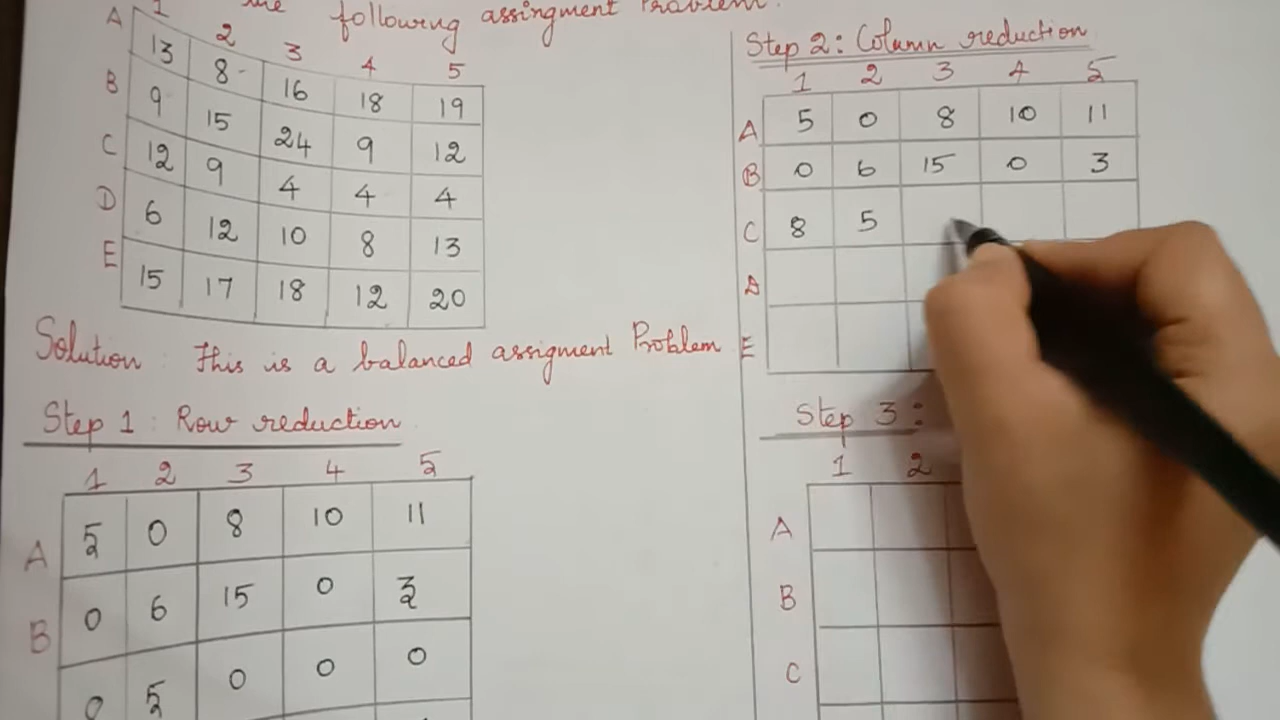 following assingment Problem.
1 2 3 4 5
A 13 8 16 18 19
B 9 15 24 9 12
C 12 9 4 4 4
D 6 12 10 8 13
E 15 17 18 12 20
Solution : This is a balanced assigment Problem
Step 1 : Row reduction
1 2 3 4 5
A 5 0 8 10 11
B 0 6 15 0 3
5 0 0 0
Step 2 : Column reduction
1 2 3 4 5
A 5 0 8 10 11
B 0 6 15 0 3
C 8 5
D
E
Step 3 :
1 2
A
B
C